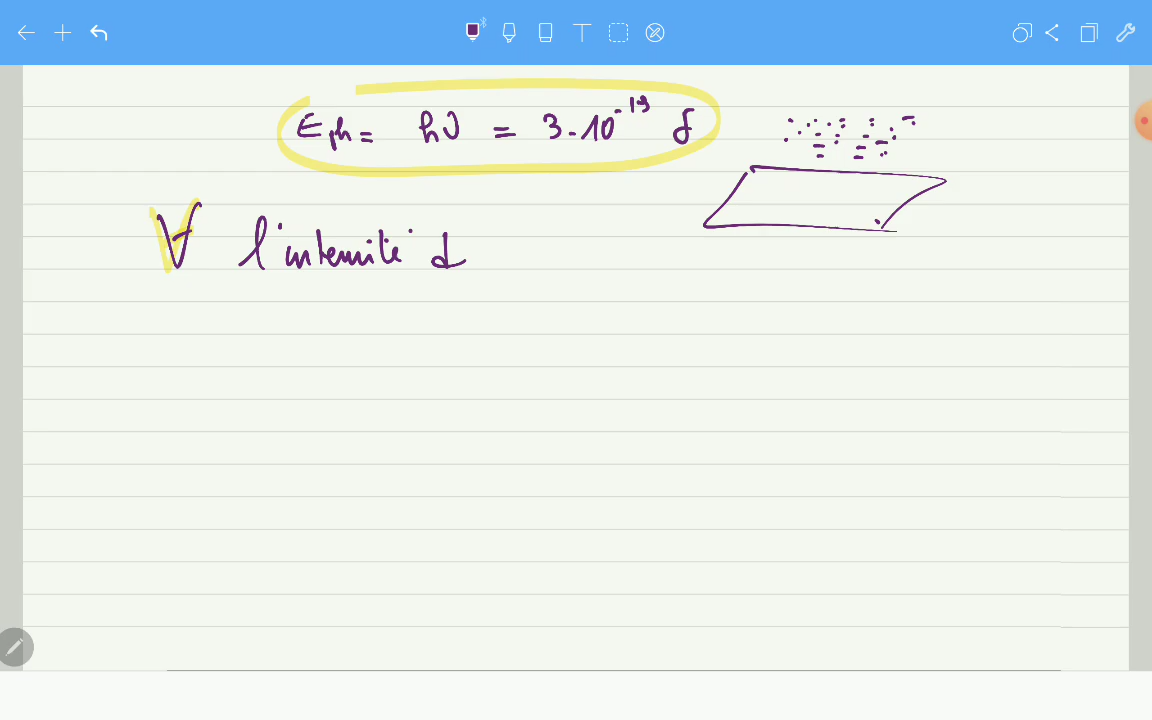 Eph = hν = 3.10⁻¹⁹ J
∀ l'intensité d